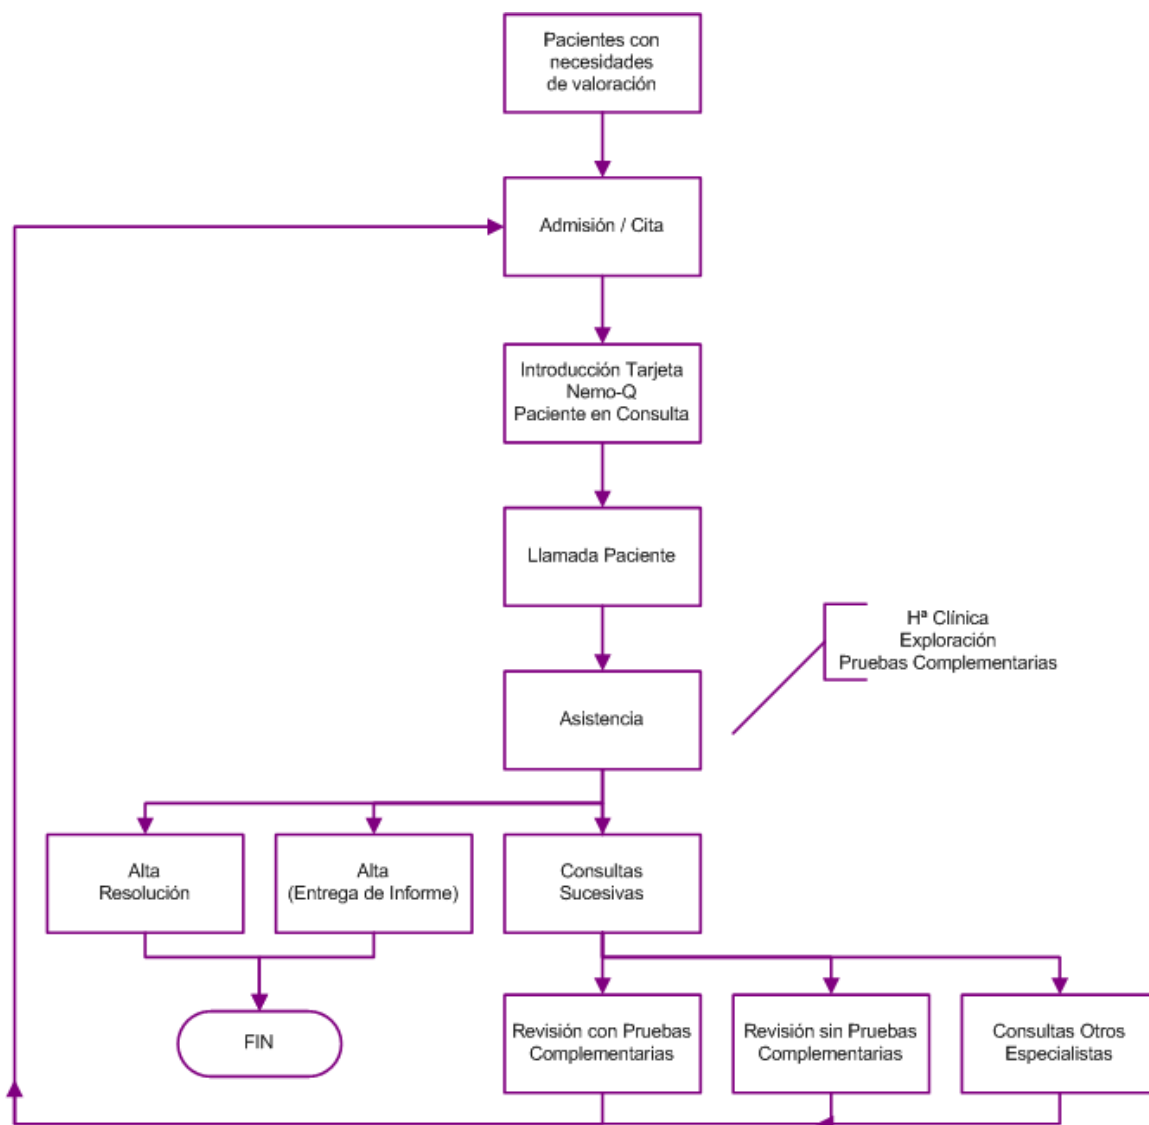 Pacientes con
necesidades
de valoración
Admisión / Cita
Introducción Tarjeta
Nemo-Q
Paciente en Consulta
Llamada Paciente
Hª Clínica
Exploración
Pruebas Complementarias
Asistencia
Alta
Resolución
Alta
(Entrega de Informe)
Consultas
Sucesivas
FIN
Revisión con Pruebas
Complementarias
Revisión sin Pruebas
Complementarias
Consultas Otros
Especialistas